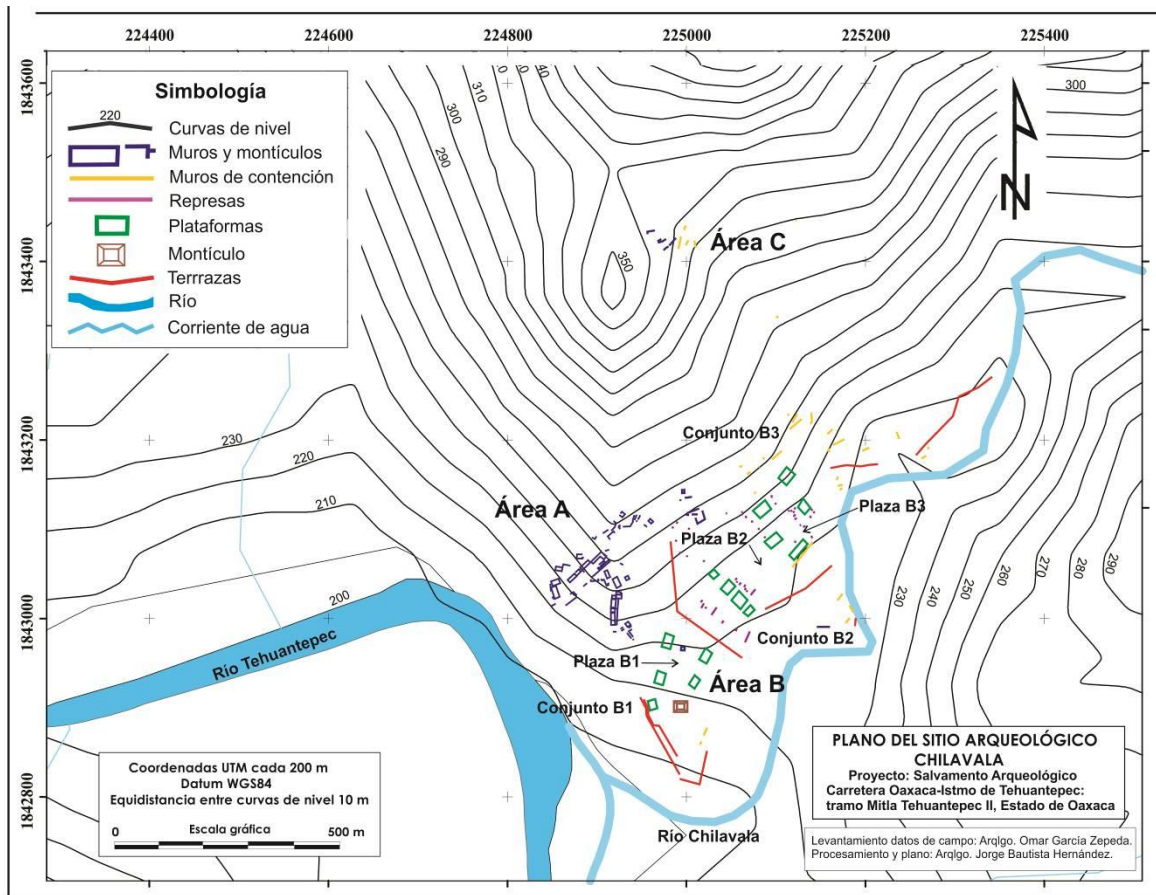 224400 224600 224800 225000 225200 225400
1843600
1843400
1843200
1843000
1842800
Simbología
220
Curvas de nivel
Muros y montículos
Muros de contención
Represas
Plataformas
Montículo
Terrrazas
Río
Corriente de agua
310
300
290
40
300
N
350
Área C
230
220
210
200
Conjunto B3
Área A
Plaza B3
Plaza B2
230
240
250
260
270
280
290
Río Tehuantepec
Conjunto B2
Plaza B1
Área B
Conjunto B1
Río Chilavala
Coordenadas UTM cada 200 m
Datum WGS84
Equidistancia entre curvas de nivel 10 m
0 Escala gráfica 500 m
PLANO DEL SITIO ARQUEOLÓGICO
CHILAVALA
Proyecto: Salvamento Arqueológico
Carretera Oaxaca-Istmo de Tehuantepec:
tramo Mitla Tehuantepec II, Estado de Oaxaca
Levantamiento datos de campo: Arqlgo. Omar García Zepeda.
Procesamiento y plano: Arqlgo. Jorge Bautista Hernández.